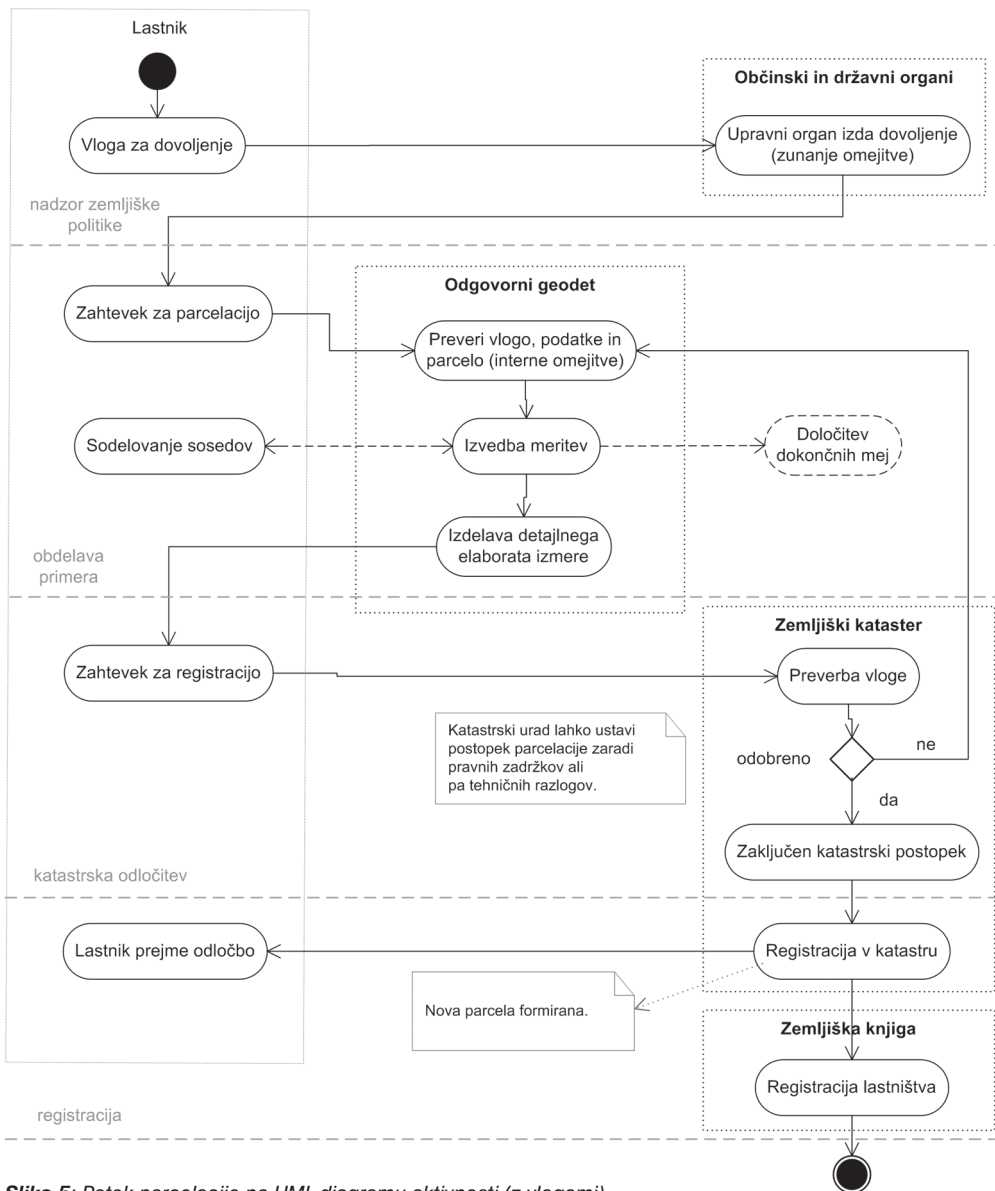 Lastnik
Občinski in državni organi
Vloga za dovoljenje
Upravni organ izda dovoljenje
(zunanje omejitve)
nadzor zemljiške
politike
Odgovorni geodet
Zahtevek za parcelacijo
Preveri vlogo, podatke in
parcelo (interne omejitve)
Sodelovanje sosedov
Izvedba meritev
Določitev
dokončnih mej
Izdelava detajlnega
elaborata izmere
obdelava
primera
Zemljiški kataster
Zahtevek za registracijo
Preverba vloge
Katastrski urad lahko ustavi
postopek parcelacije zaradi
pravnih zadržkov ali
pa tehničnih razlogov.
odobreno
ne
da
Zaključen katastrski postopek
katastrska odločitev
Lastnik prejme odločbo
Registracija v katastru
Nova parcela formirana.
Zemljiška knjiga
Registracija lastništva
registracija
Slika 5: Potek parcelacije na UML diagramu aktivnosti (z vlogami)